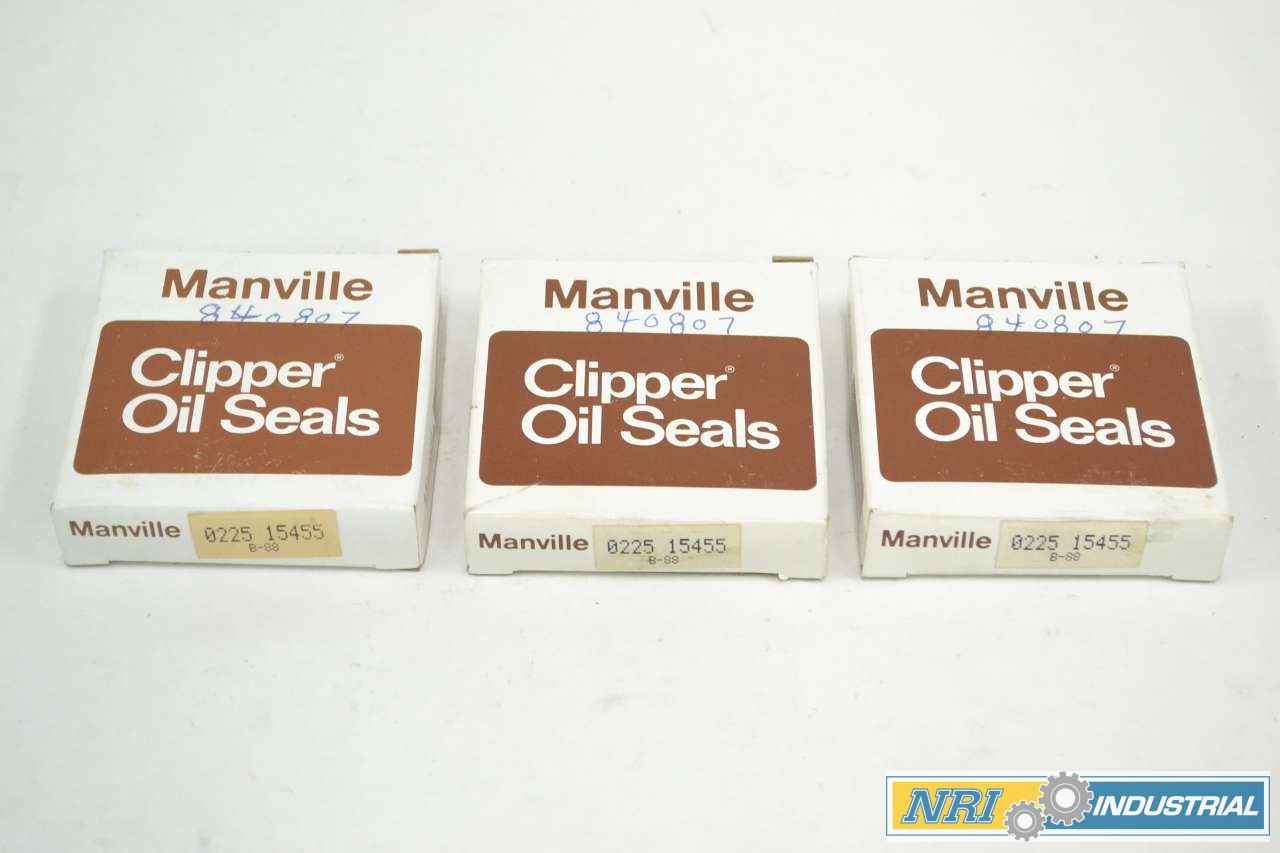 Manville
840807
Clipper®
Oil Seals
Manville 0225 15455
B-88
Manville
840807
Clipper®
Oil Seals
Manville 0225 15455
B-88
Manville
840807
Clipper®
Oil Seals
Manville 0225 15455
B-88
NRI INDUSTRIAL